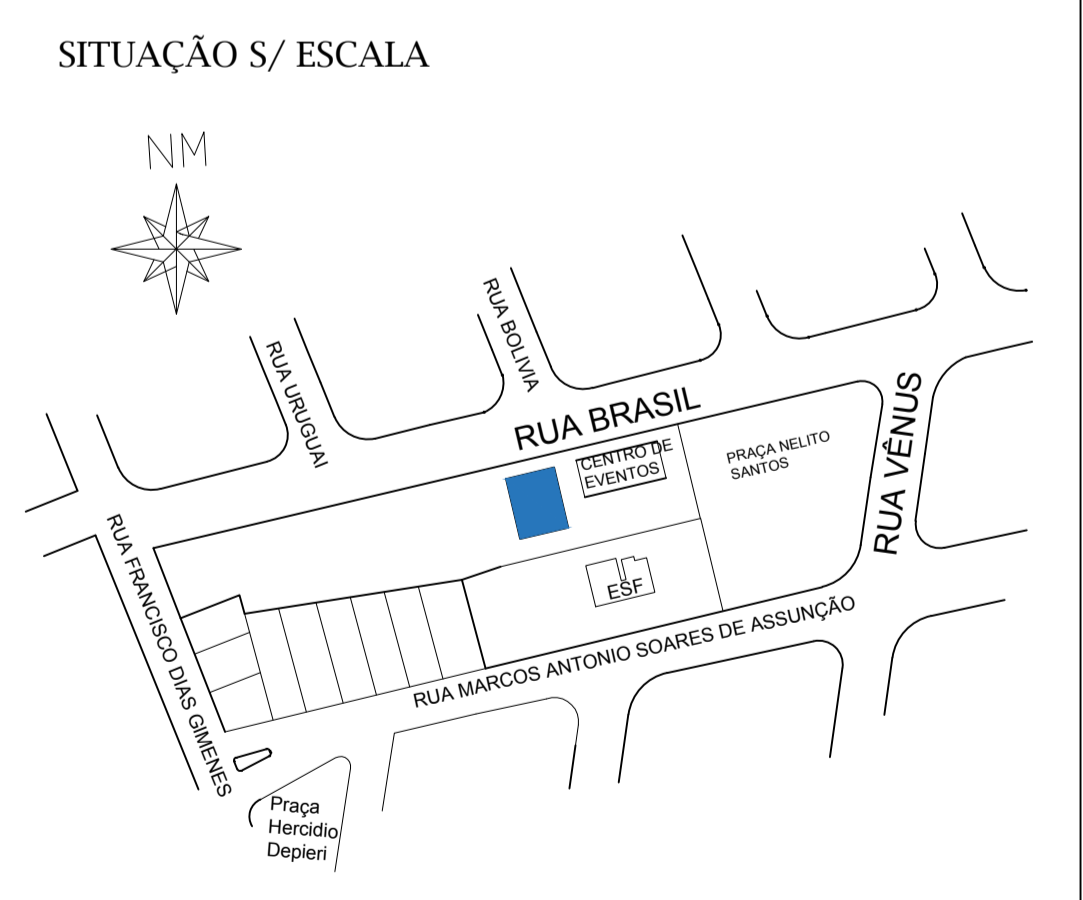 SITUAÇÃO S/ ESCALA
NM
RUA BOLIVIA
RUA URUGUAI
RUA BRASIL
CENTRO DE
EVENTOS
PRAÇA NELITO
SANTOS
RUA VÊNUS
RUA FRANCISCO DIAS GIMENES
ESF
RUA MARCOS ANTONIO SOARES DE ASSUNÇÃO
Praça
Hercidio
Depieri